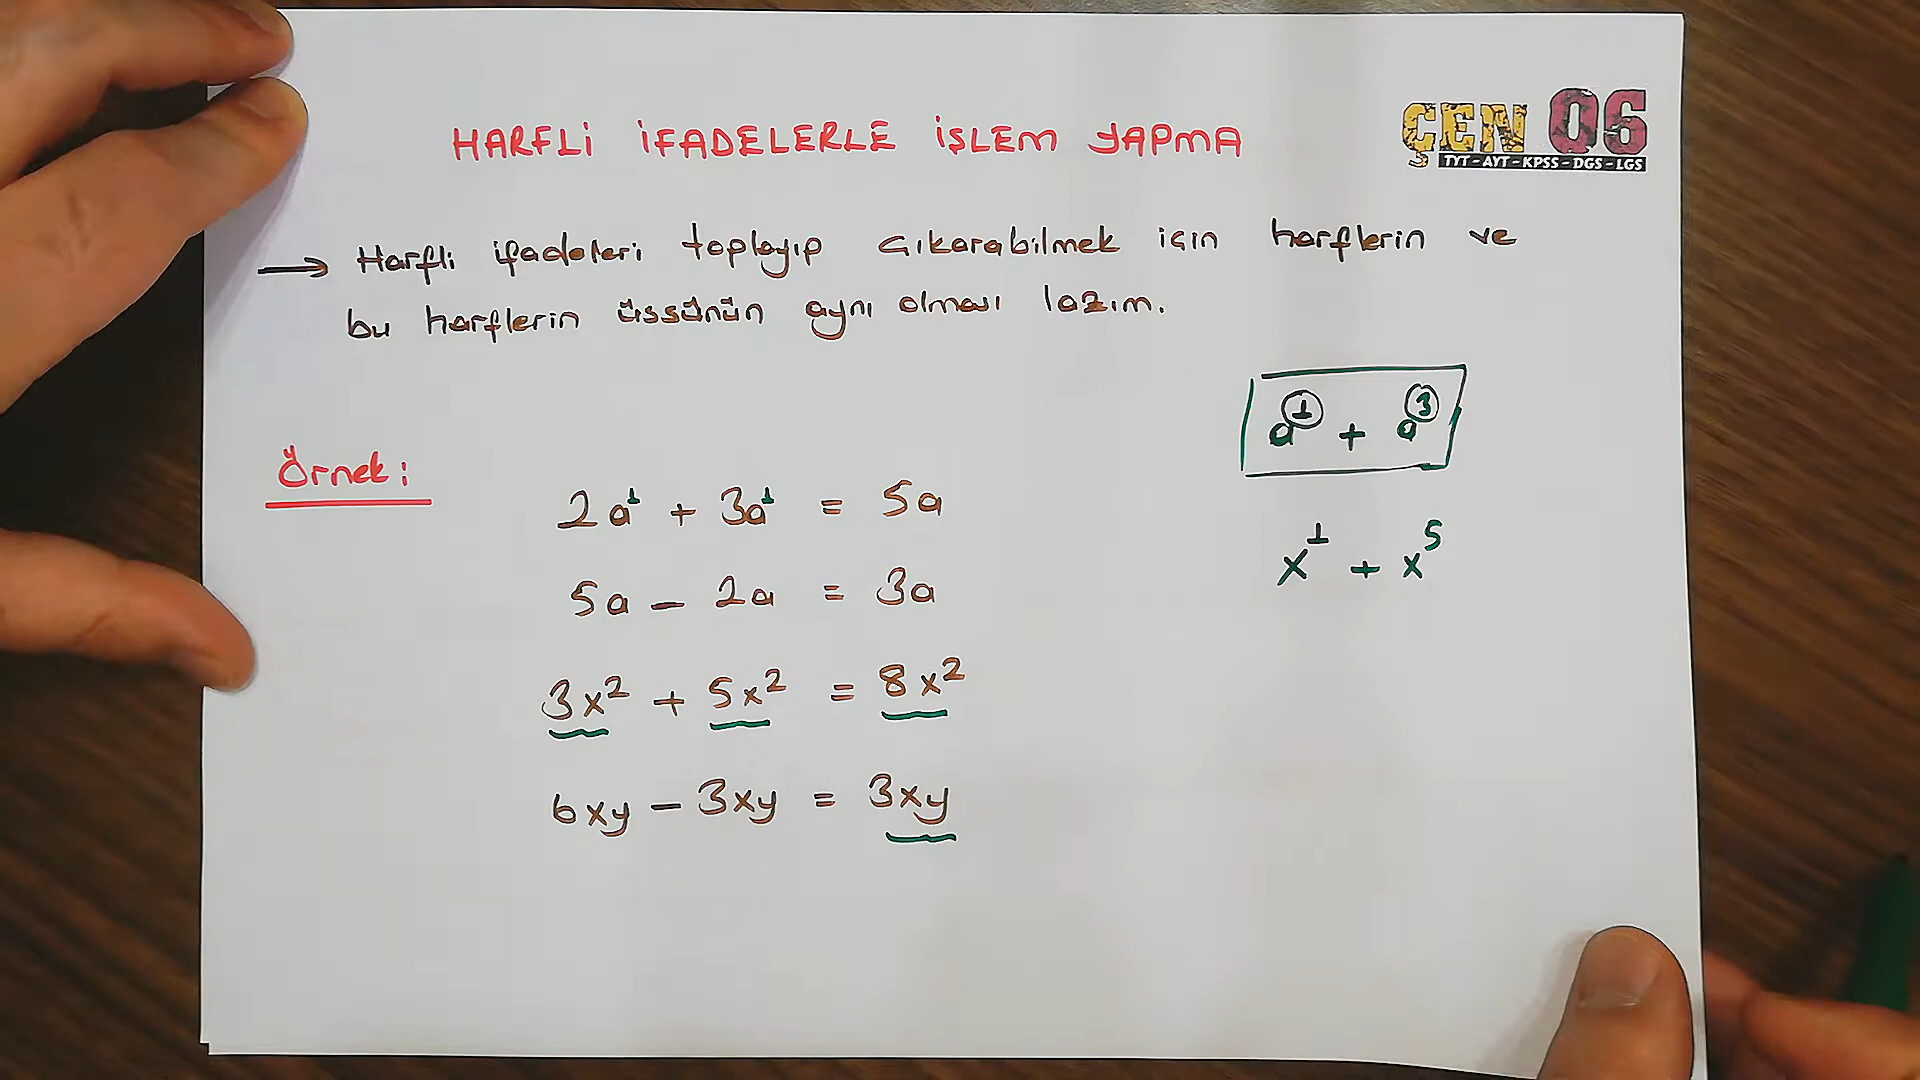 HARFLİ İFADELERLE İŞLEM YAPMA
ÇEN 06
TYT - AYT - KPSS - DGS - LGS
→ Harfli ifadeleri toplayıp çıkarabilmek için harflerin ve
bu harflerin üssünün aynı olması lazım.
a¹ + a³
Örnek:
2a¹ + 3a¹ = 5a
x¹ + x⁵
5a - 2a = 3a
3x² + 5x² = 8x²
6xy - 3xy = 3xy